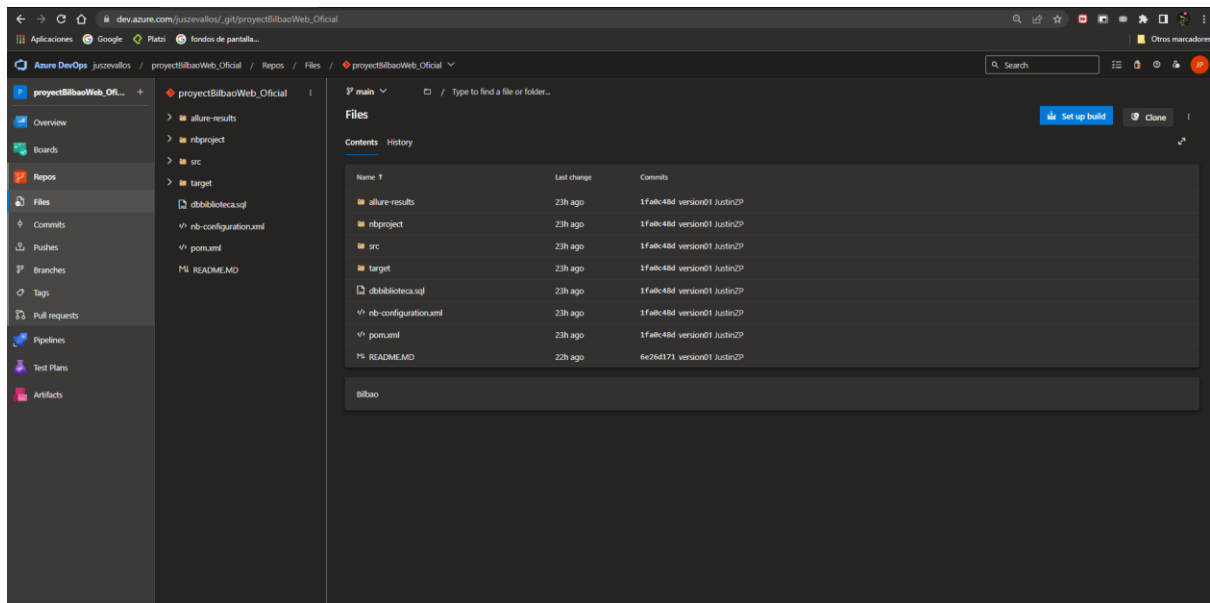 dev.azure.com/juszevallos/_git/proyectBilbaoWeb_Oficial
Aplicaciones Google Platzi fondos de pantalla... Otros marcadores
Azure DevOps juszevallos / proyectBilbaoWeb_Oficial / Repos / Files / proyectBilbaoWeb_Oficial Search JP
P proyectBilbaoWeb_Ofi... +
Overview
Boards
Repos
Files
Commits
Pushes
Branches
Tags
Pull requests
Pipelines
Test Plans
Artifacts
proyectBilbaoWeb_Oficial
allure-results
nbproject
src
target
dbbiblioteca.sql
nb-configuration.xml
pom.xml
M↓ README.MD
main / Type to find a file or folder...
Files Set up build Clone
Contents History
Name ↑ Last change Commits
allure-results 23h ago 1fa0c48d version01 JustinZP
nbproject 23h ago 1fa0c48d version01 JustinZP
src 23h ago 1fa0c48d version01 JustinZP
target 23h ago 1fa0c48d version01 JustinZP
dbbiblioteca.sql 23h ago 1fa0c48d version01 JustinZP
nb-configuration.xml 23h ago 1fa0c48d version01 JustinZP
pom.xml 23h ago 1fa0c48d version01 JustinZP
M↓ README.MD 22h ago 6e26d171 version01 JustinZP
Bilbao